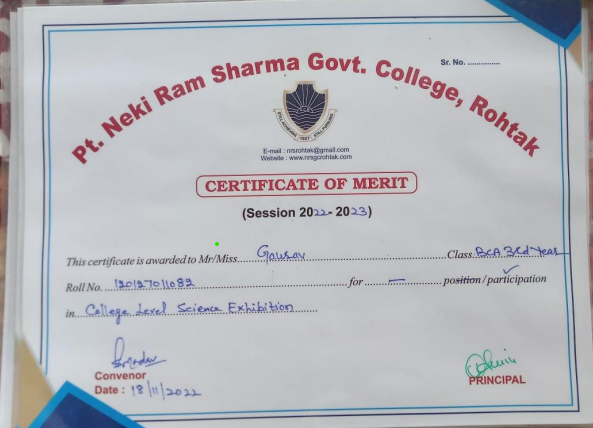 Sr. No. ...............
Pt. Neki Ram Sharma Govt. College, Rohtak
E-mail : nrsrohtak@gmail.com
Website : www.nrsgcrohtak.com
CERTIFICATE OF MERIT
(Session 2022-2023)
This certificate is awarded to Mr/Miss Gourav Class BCA 3rd Year
Roll No. 120127011082 for — position / participation
in College Level Science Exhibition
Convenor
Date : 18/11/2022
PRINCIPAL